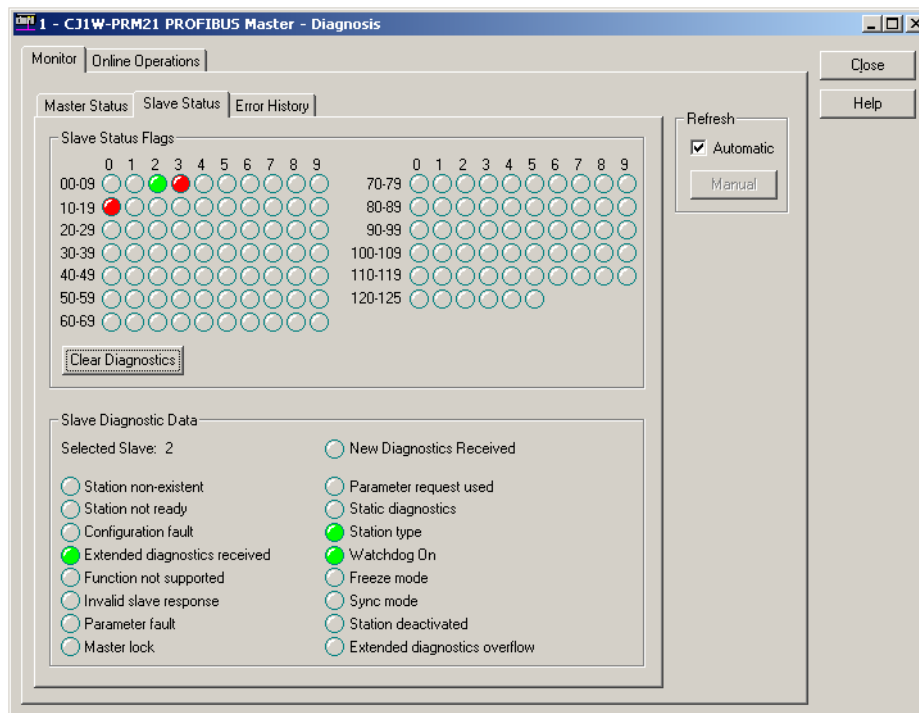 1 - CJ1W-PRM21 PROFIBUS Master - Diagnosis
Monitor Online Operations
Close
Help
Master Status Slave Status Error History
Refresh
Automatic
Manual
Slave Status Flags
0 1 2 3 4 5 6 7 8 9
00-09
10-19
20-29
30-39
40-49
50-59
60-69
0 1 2 3 4 5 6 7 8 9
70-79
80-89
90-99
100-109
110-119
120-125
Clear Diagnostics
Slave Diagnostic Data
Selected Slave: 2
Station non-existent
Station not ready
Configuration fault
Extended diagnostics received
Function not supported
Invalid slave response
Parameter fault
Master lock
New Diagnostics Received
Parameter request used
Static diagnostics
Station type
Watchdog On
Freeze mode
Sync mode
Station deactivated
Extended diagnostics overflow